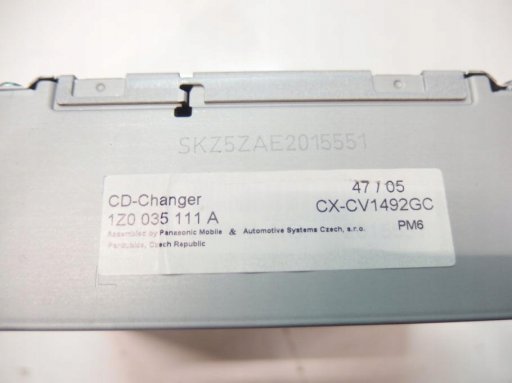 SKZ5ZAE2015551
47 / 05
CD-Changer CX-CV1492GC
1Z0 035 111 A
Assembled by Panasonic Mobile & Automotive Systems Czech, s.r.o. PM6
Pardubice, Czech Republic